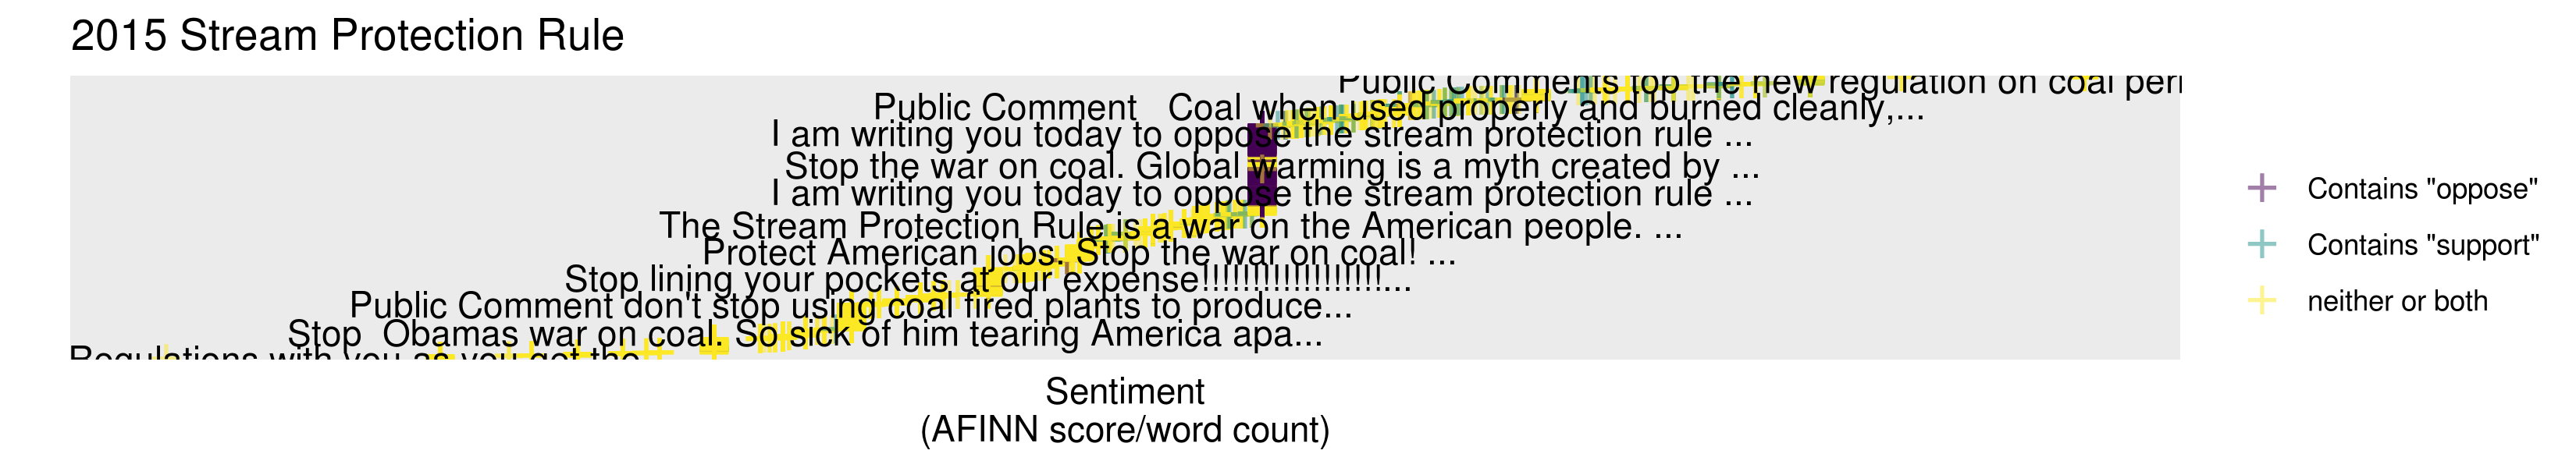 2015 Stream Protection Rule
Public Comments top the new regulation on coal per
Public Comment   Coal when used properly and burned cleanly,...
I am writing you today to oppose the stream protection rule ...
Stop the war on coal. Global warming is a myth created by ...
I am writing you today to oppose the stream protection rule ...
The Stream Protection Rule is a war on the American people. ...
Protect American jobs. Stop the war on coal! ...
Stop lining your pockets at our expense!!!!!!!!!!!!!!!!!!!...
Public Comment don't stop using coal fired plants to produce...
Stop  Obamas war on coal. So sick of him tearing America apa...
Regulations with you as you get the
Contains "oppose"
Contains "support"
neither or both
Sentiment
(AFINN score/word count)